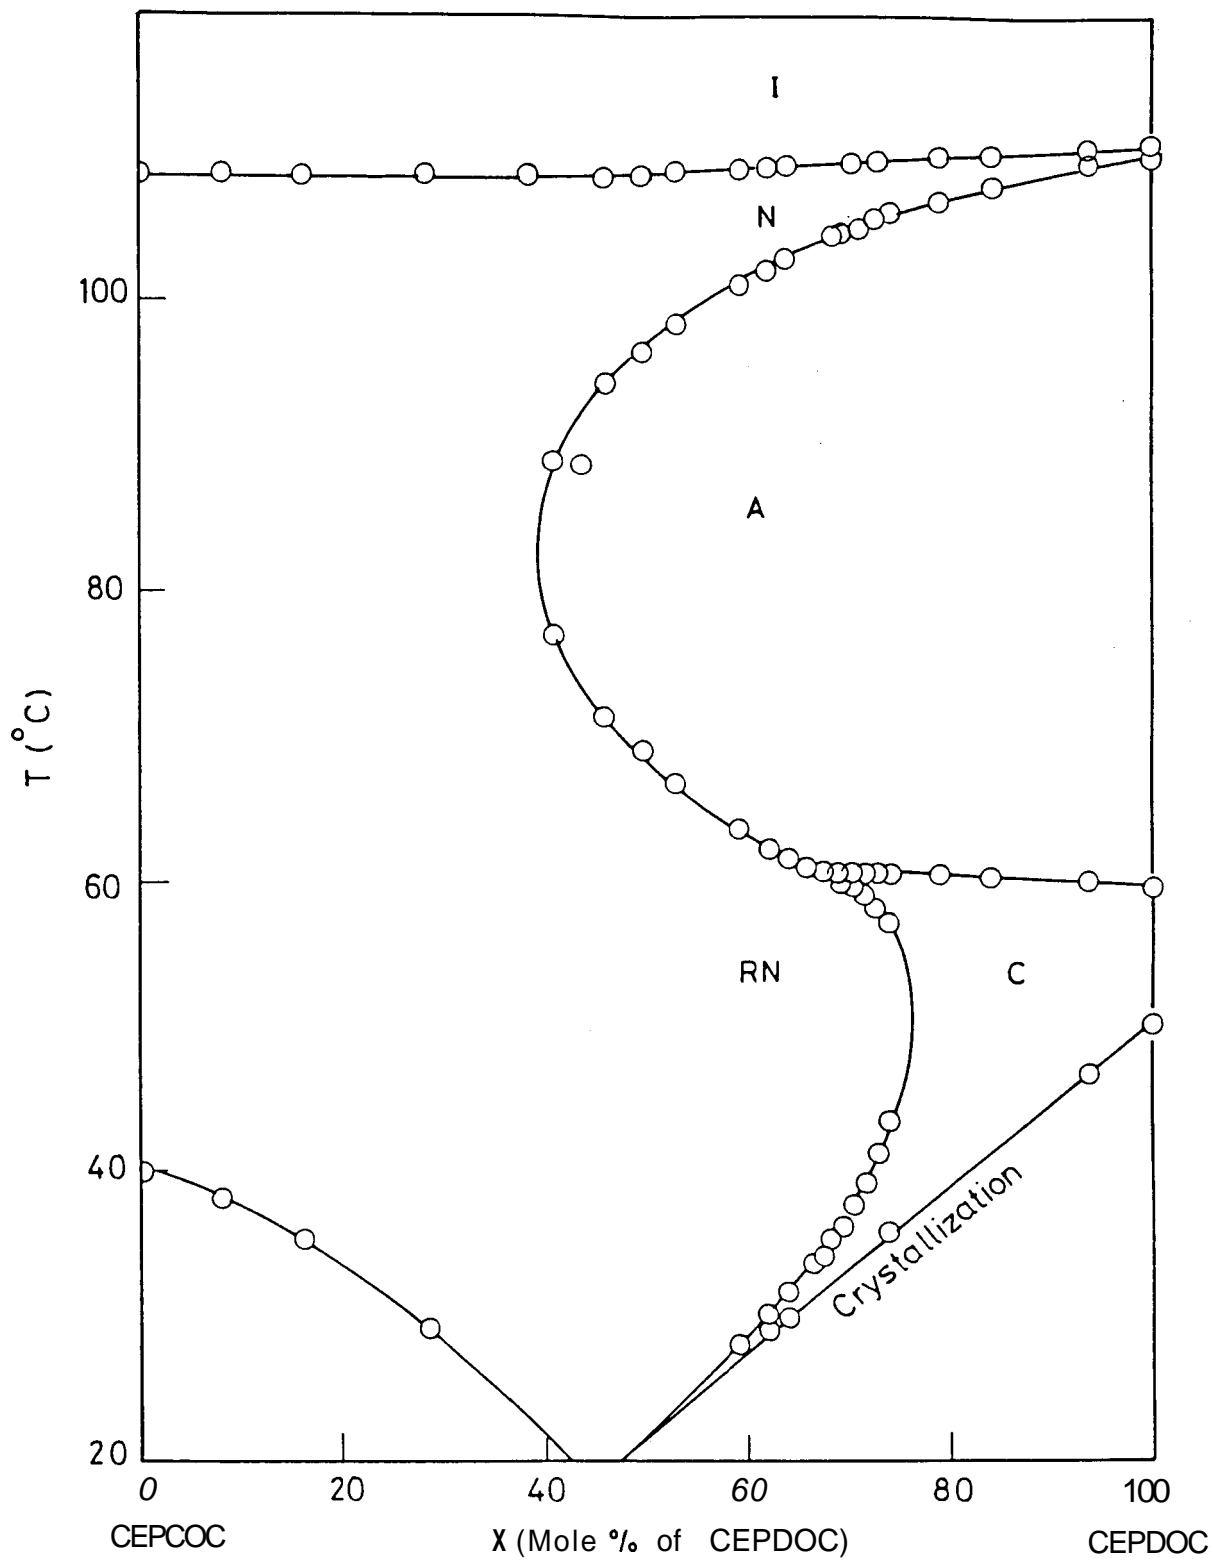 I
N
100
A
80
T (°C)
60
RN
C
40
Crystallization
20
0 20 40 60 80 100
CEPCOC X (Mole % of CEPDOC) CEPDOC